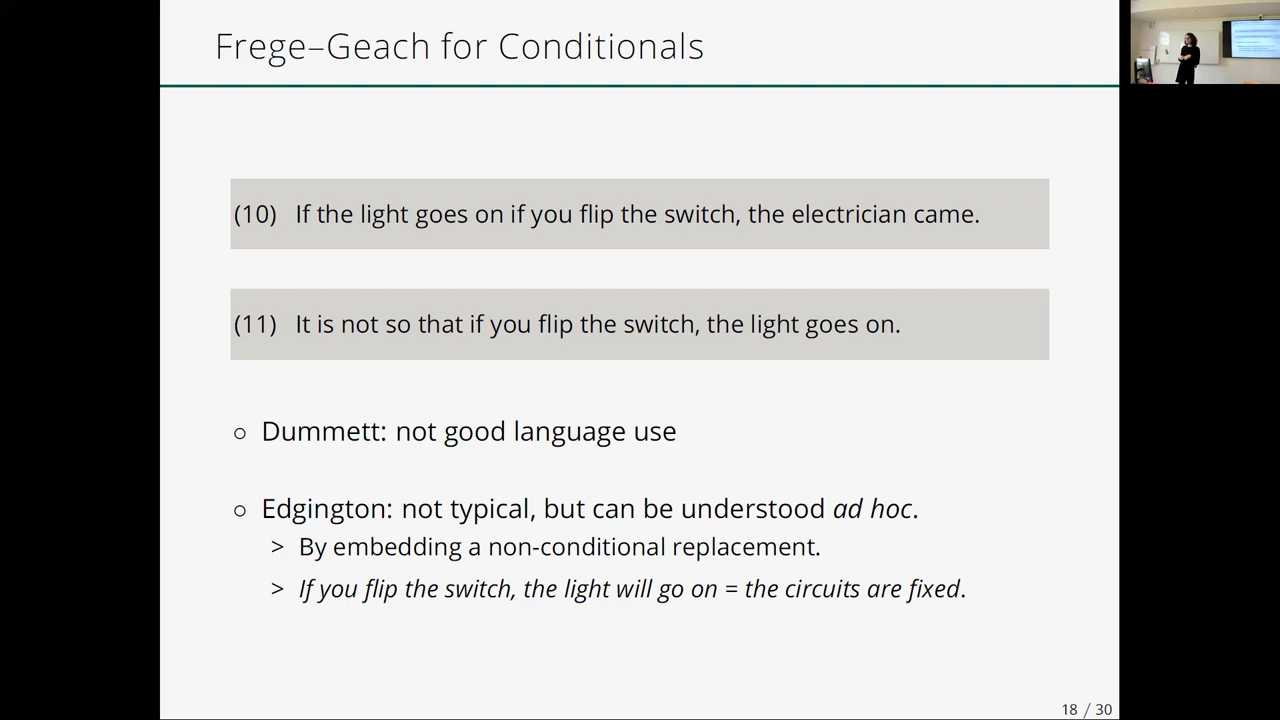 Frege–Geach for Conditionals
(10) If the light goes on if you flip the switch, the electrician came.
(11) It is not so that if you flip the switch, the light goes on.
○ Dummett: not good language use
○ Edgington: not typical, but can be understood ad hoc.
> By embedding a non-conditional replacement.
> If you flip the switch, the light will go on = the circuits are fixed.
18 / 30